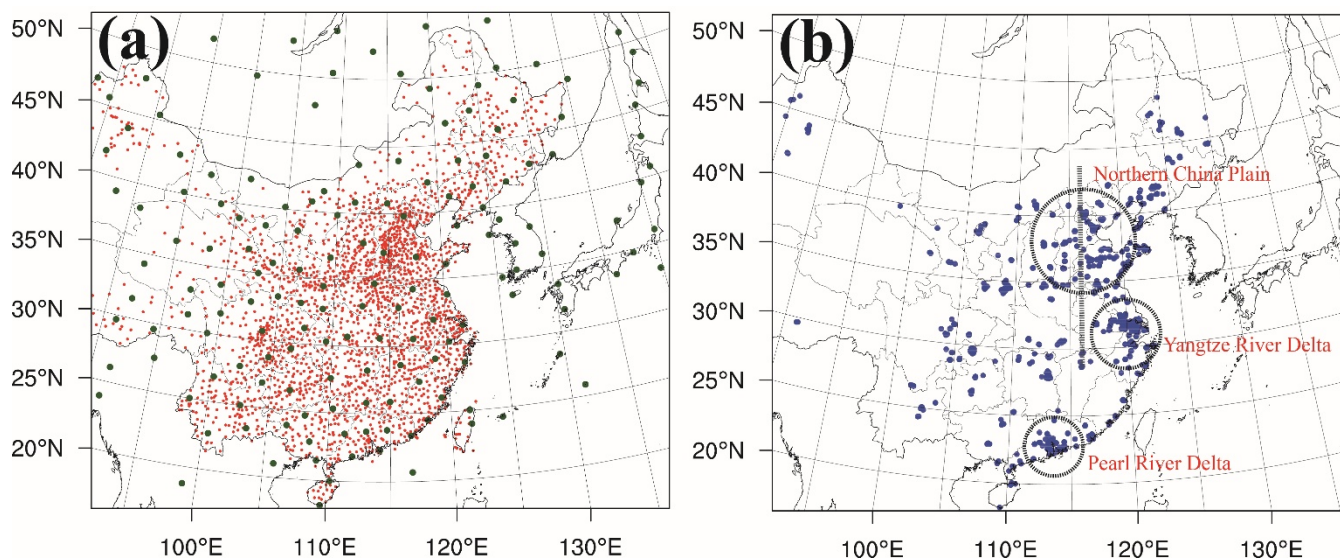 (a)
50°N
45°N
40°N
35°N
30°N
25°N
20°N
100°E 110°E 120°E 130°E
(b)
50°N
45°N
40°N
35°N
30°N
25°N
20°N
Northern China Plain
Yangtze River Delta
Pearl River Delta
100°E 110°E 120°E 130°E